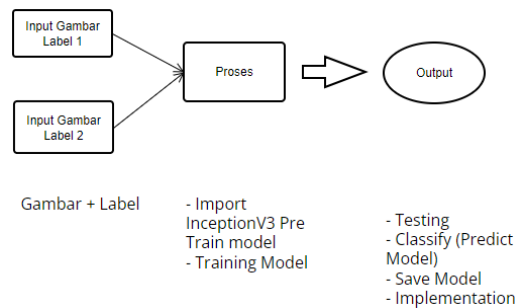 Input Gambar
Label 1
Proses
Output
Input Gambar
Label 2
Gambar + Label
- Import
InceptionV3 Pre
Train model
- Training Model
- Testing
- Classify (Predict
Model)
- Save Model
- Implementation